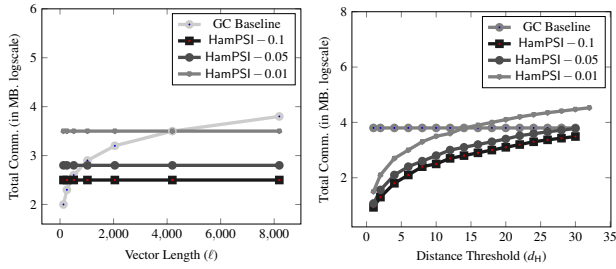 6
5
4
3
2
Total Comm. (in MB. logscale)
GC Baseline
HamPSI − 0.1
HamPSI − 0.05
HamPSI − 0.01
0 2,000 4,000 6,000 8,000
Vector Length (ℓ)
8
6
4
2
Total Comm. (in MB. logscale)
GC Baseline
HamPSI − 0.1
HamPSI − 0.05
HamPSI − 0.01
0 5 10 15 20 25 30 35
Distance Threshold (d_H)